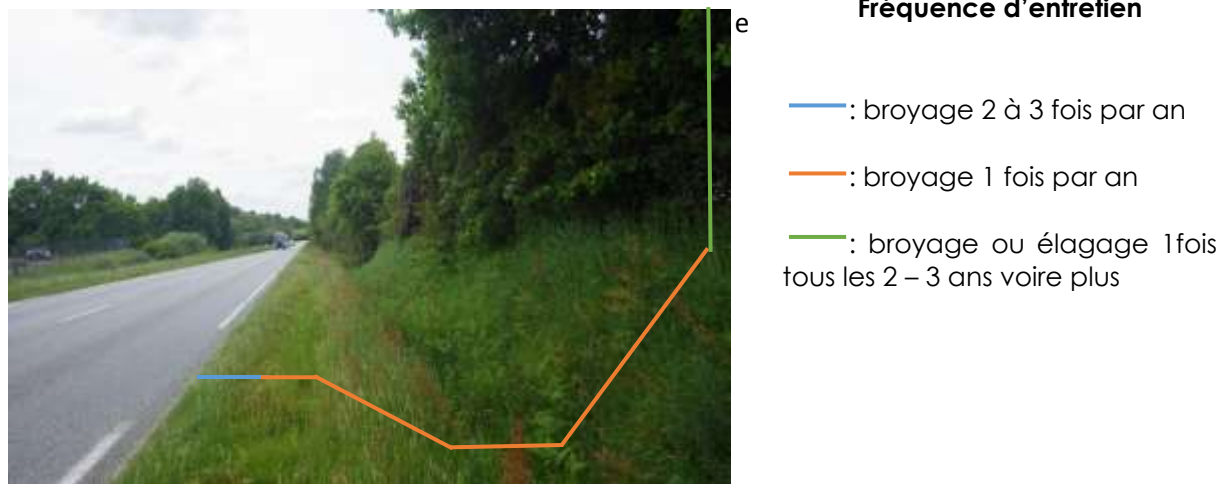 e
Fréquence d'entretien
: broyage 2 à 3 fois par an
: broyage 1 fois par an
: broyage ou élagage 1fois
tous les 2 – 3 ans voire plus